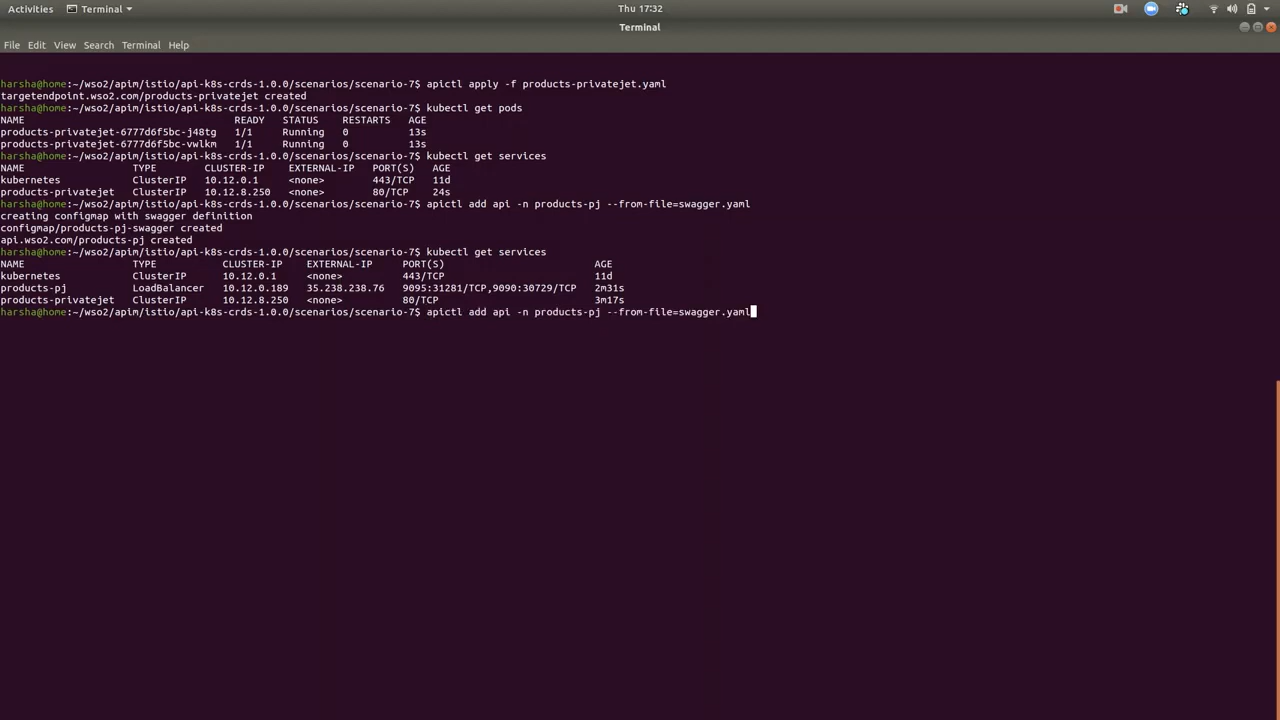 Activities Terminal Thu 17:32
Terminal
File Edit View Search Terminal Help
harsha@home:~/wso2/apim/istio/api-k8s-crds-1.0.0/scenarios/scenario-7$ apictl apply -f products-privatejet.yaml
targetendpoint.wso2.com/products-privatejet created
harsha@home:~/wso2/apim/istio/api-k8s-crds-1.0.0/scenarios/scenario-7$ kubectl get pods
NAME READY STATUS RESTARTS AGE
products-privatejet-6777d6f5bc-j48tg 1/1 Running 0 13s
products-privatejet-6777d6f5bc-vwlkm 1/1 Running 0 13s
harsha@home:~/wso2/apim/istio/api-k8s-crds-1.0.0/scenarios/scenario-7$ kubectl get services
NAME TYPE CLUSTER-IP EXTERNAL-IP PORT(S) AGE
kubernetes ClusterIP 10.12.0.1 <none> 443/TCP 11d
products-privatejet ClusterIP 10.12.8.250 <none> 80/TCP 24s
harsha@home:~/wso2/apim/istio/api-k8s-crds-1.0.0/scenarios/scenario-7$ apictl add api -n products-pj --from-file=swagger.yaml
creating configmap with swagger definition
configmap/products-pj-swagger created
api.wso2.com/products-pj created
harsha@home:~/wso2/apim/istio/api-k8s-crds-1.0.0/scenarios/scenario-7$ kubectl get services
NAME TYPE CLUSTER-IP EXTERNAL-IP PORT(S) AGE
kubernetes ClusterIP 10.12.0.1 <none> 443/TCP 11d
products-pj LoadBalancer 10.12.0.189 35.238.238.76 9095:31281/TCP,9090:30729/TCP 2m31s
products-privatejet ClusterIP 10.12.8.250 <none> 80/TCP 3m17s
harsha@home:~/wso2/apim/istio/api-k8s-crds-1.0.0/scenarios/scenario-7$ apictl add api -n products-pj --from-file=swagger.yaml